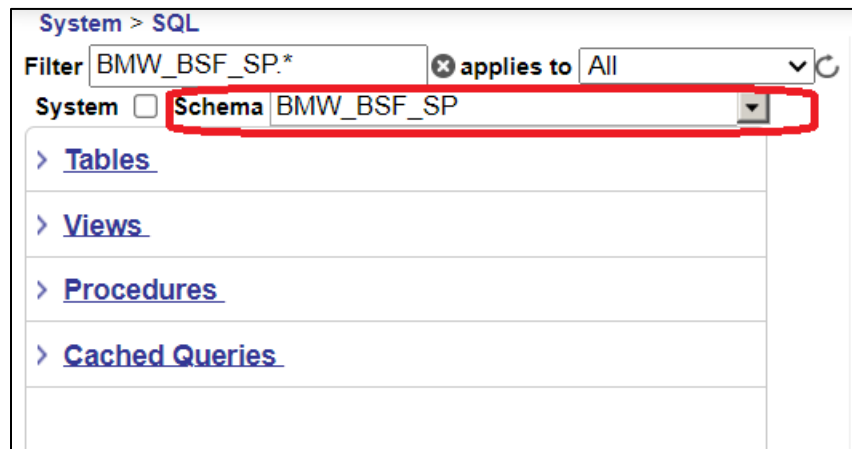 System > SQL
Filter BMW_BSF_SP.* applies to All
System Schema BMW_BSF_SP
> Tables
> Views
> Procedures
> Cached Queries